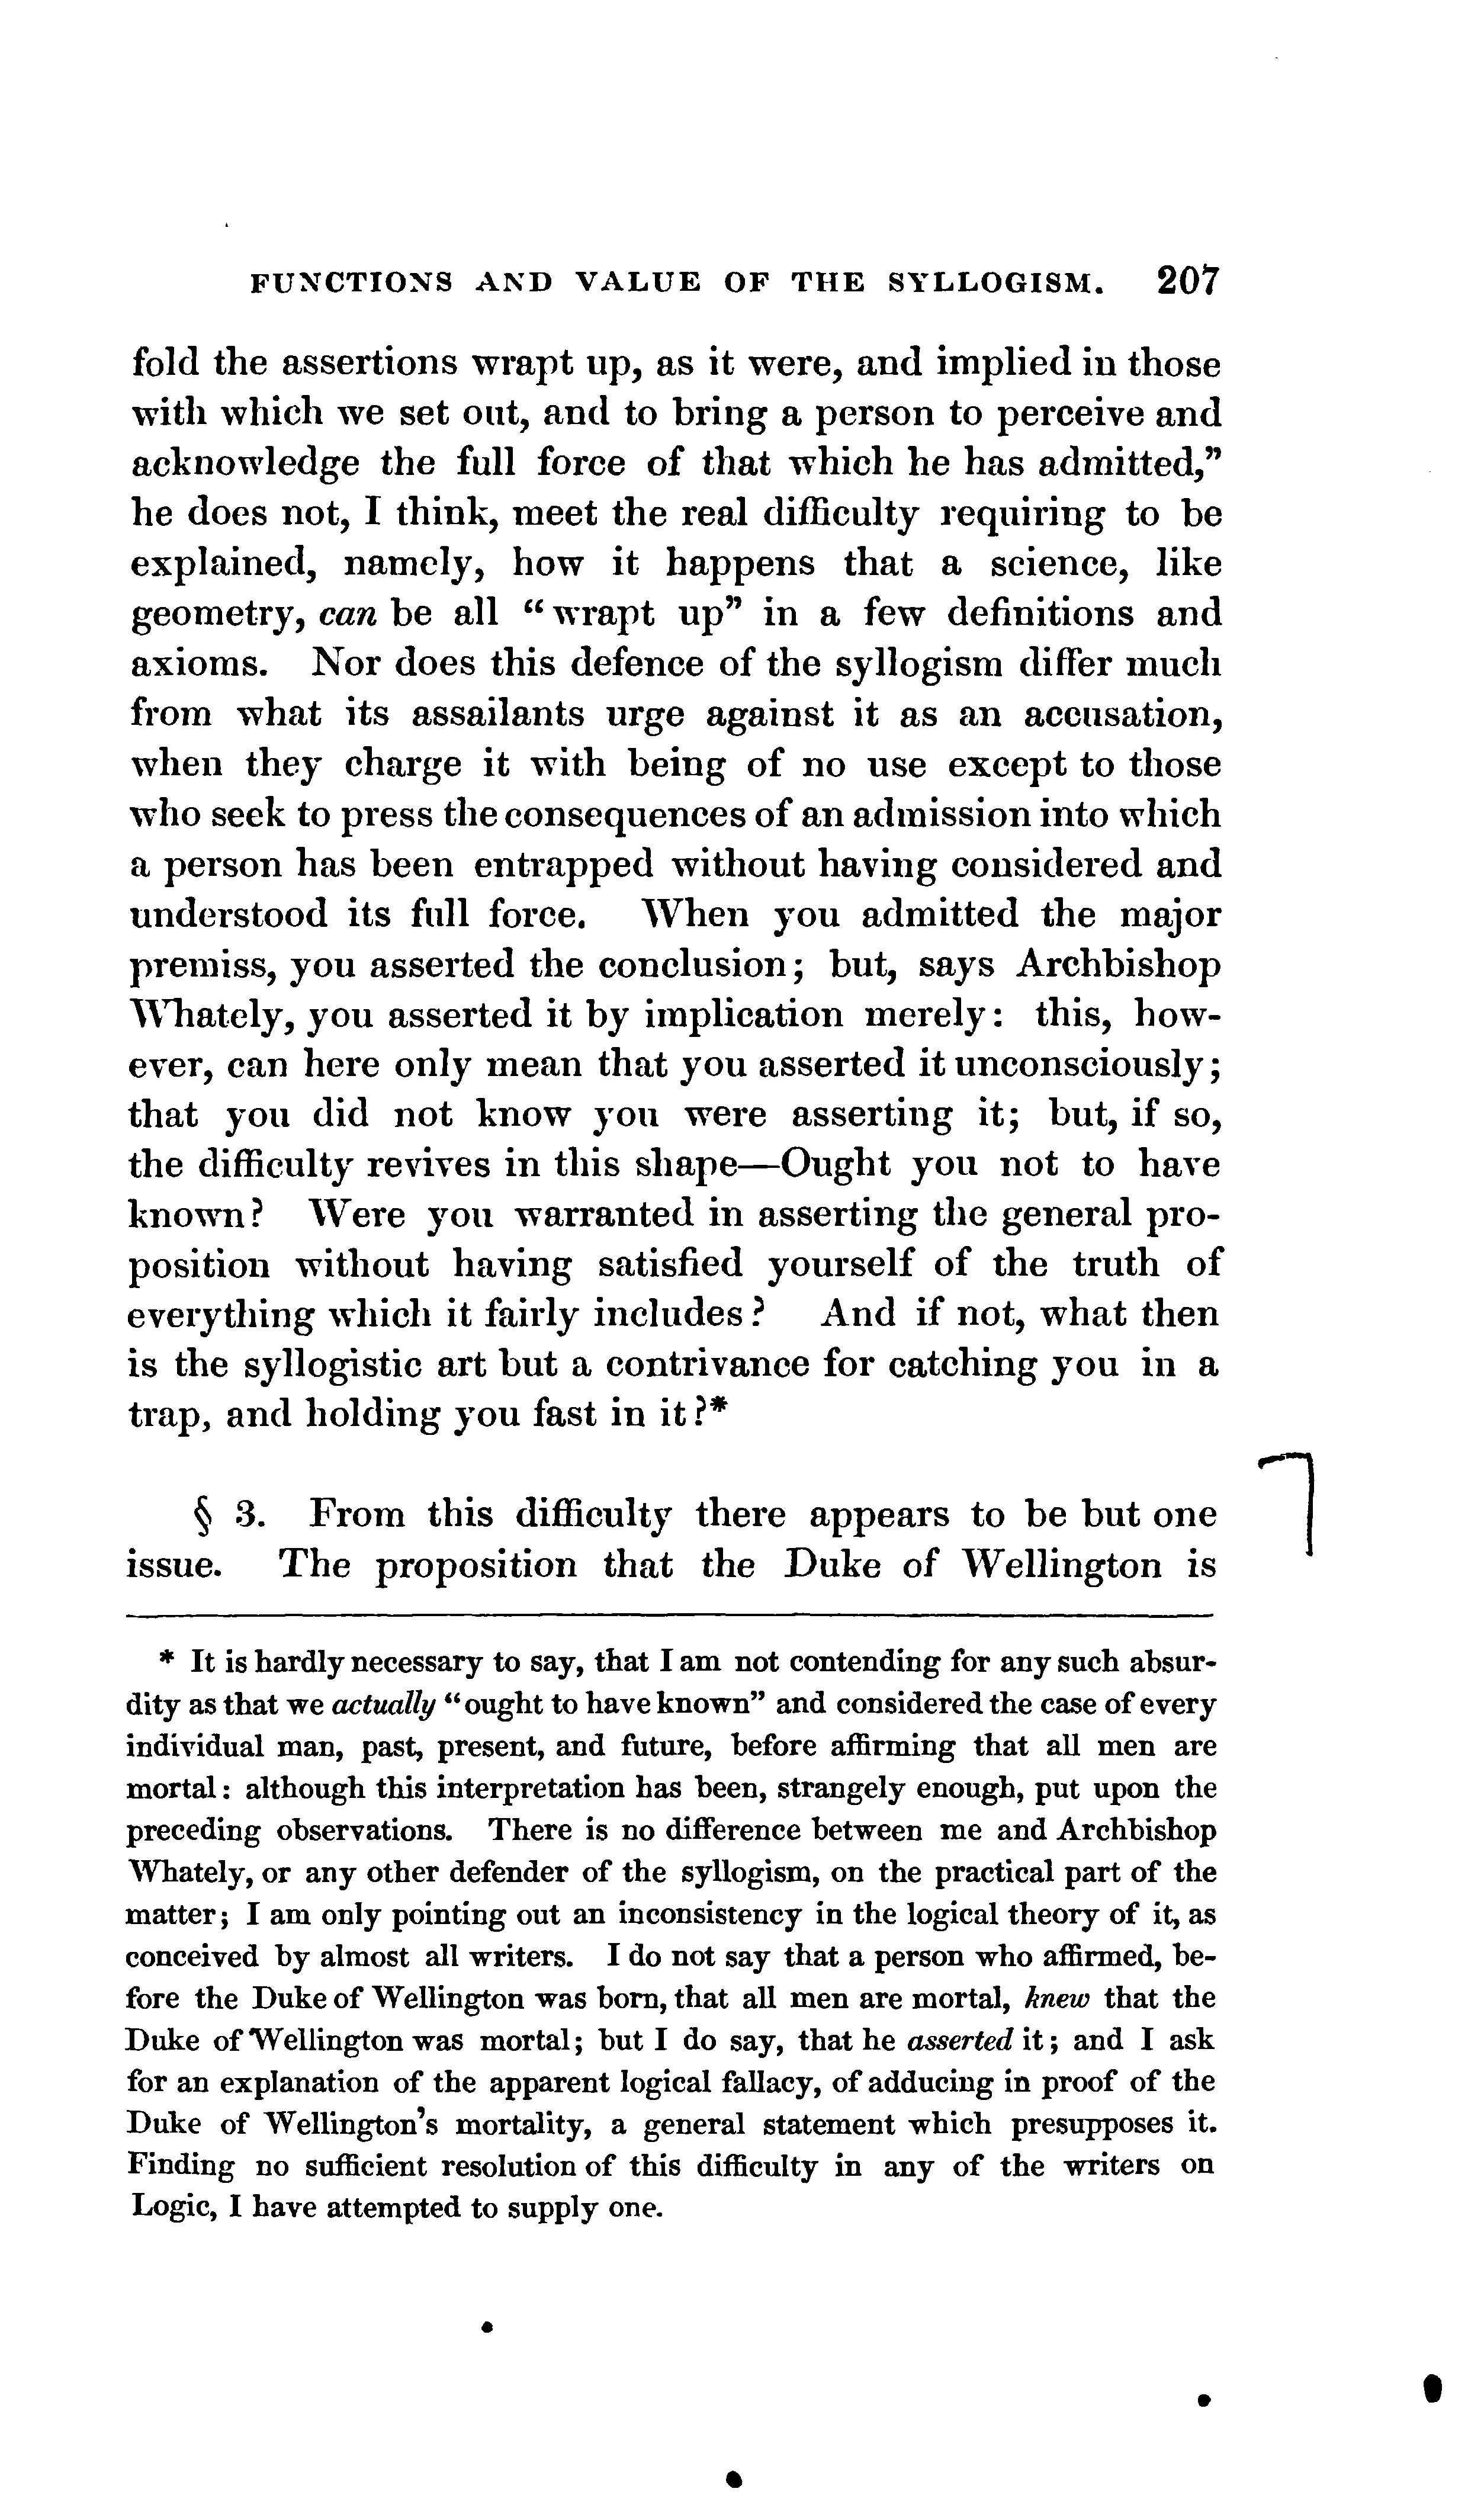 FUNCTIONS AND VALUE OF THE SYLLOGISM. 207
fold the assertions wrapt up, as it were, and implied in those
with which we set out, and to bring a person to perceive and
acknowledge the full force of that which he has admitted,”
he does not, I think, meet the real difficulty requiring to be
explained, namely, how it happens that a science, like
geometry, can be all “wrapt up” in a few definitions and
axioms. Nor does this defence of the syllogism differ much
from what its assailants urge against it as an accusation,
when they charge it with being of no use except to those
who seek to press the consequences of an admission into which
a person has been entrapped without having considered and
understood its full force. When you admitted the major
premiss, you asserted the conclusion; but, says Archbishop
Whately, you asserted it by implication merely: this, how-
ever, can here only mean that you asserted it unconsciously;
that you did not know you were asserting it; but, if so,
the difficulty revives in this shape—Ought you not to have
known? Were you warranted in asserting the general pro-
position without having satisfied yourself of the truth of
everything which it fairly includes? And if not, what then
is the syllogistic art but a contrivance for catching you in a
trap, and holding you fast in it?*
§ 3. From this difficulty there appears to be but one
issue. The proposition that the Duke of Wellington is
* It is hardly necessary to say, that I am not contending for any such absur-
dity as that we actually “ought to have known” and considered the case of every
individual man, past, present, and future, before affirming that all men are
mortal: although this interpretation has been, strangely enough, put upon the
preceding observations. There is no difference between me and Archbishop
Whately, or any other defender of the syllogism, on the practical part of the
matter; I am only pointing out an inconsistency in the logical theory of it, as
conceived by almost all writers. I do not say that a person who affirmed, be-
fore the Duke of Wellington was born, that all men are mortal, knew that the
Duke of Wellington was mortal; but I do say, that he asserted it; and I ask
for an explanation of the apparent logical fallacy, of adducing in proof of the
Duke of Wellington's mortality, a general statement which presupposes it.
Finding no sufficient resolution of this difficulty in any of the writers on
Logic, I have attempted to supply one.